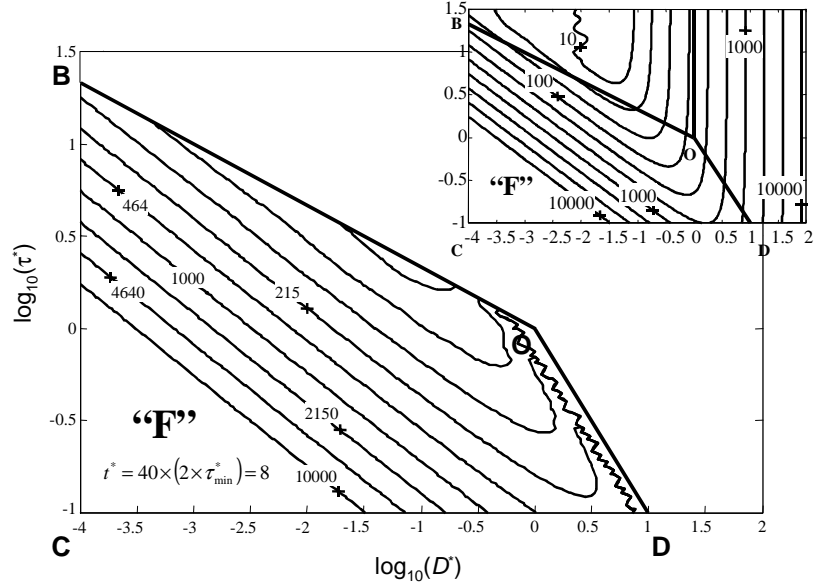 B
1.5
1
0.5
0
-0.5
-1
log10(τ*)
464
4640
1000
215
2150
10000
O
"F"
t* = 40×(2×τ*min) = 8
-4 -3.5 -3 -2.5 -2 -1.5 -1 -0.5 0 0.5 1 1.5 2
C
D
log10(D*)
B
1.5
1
0.5
0
-0.5
-1
10
100
1000
1000
10000
10000
O
"F"
-4 -3.5 -3 -2.5 -2 -1.5 -1 -0.5 0 0.5 1 1.5 2
C
D